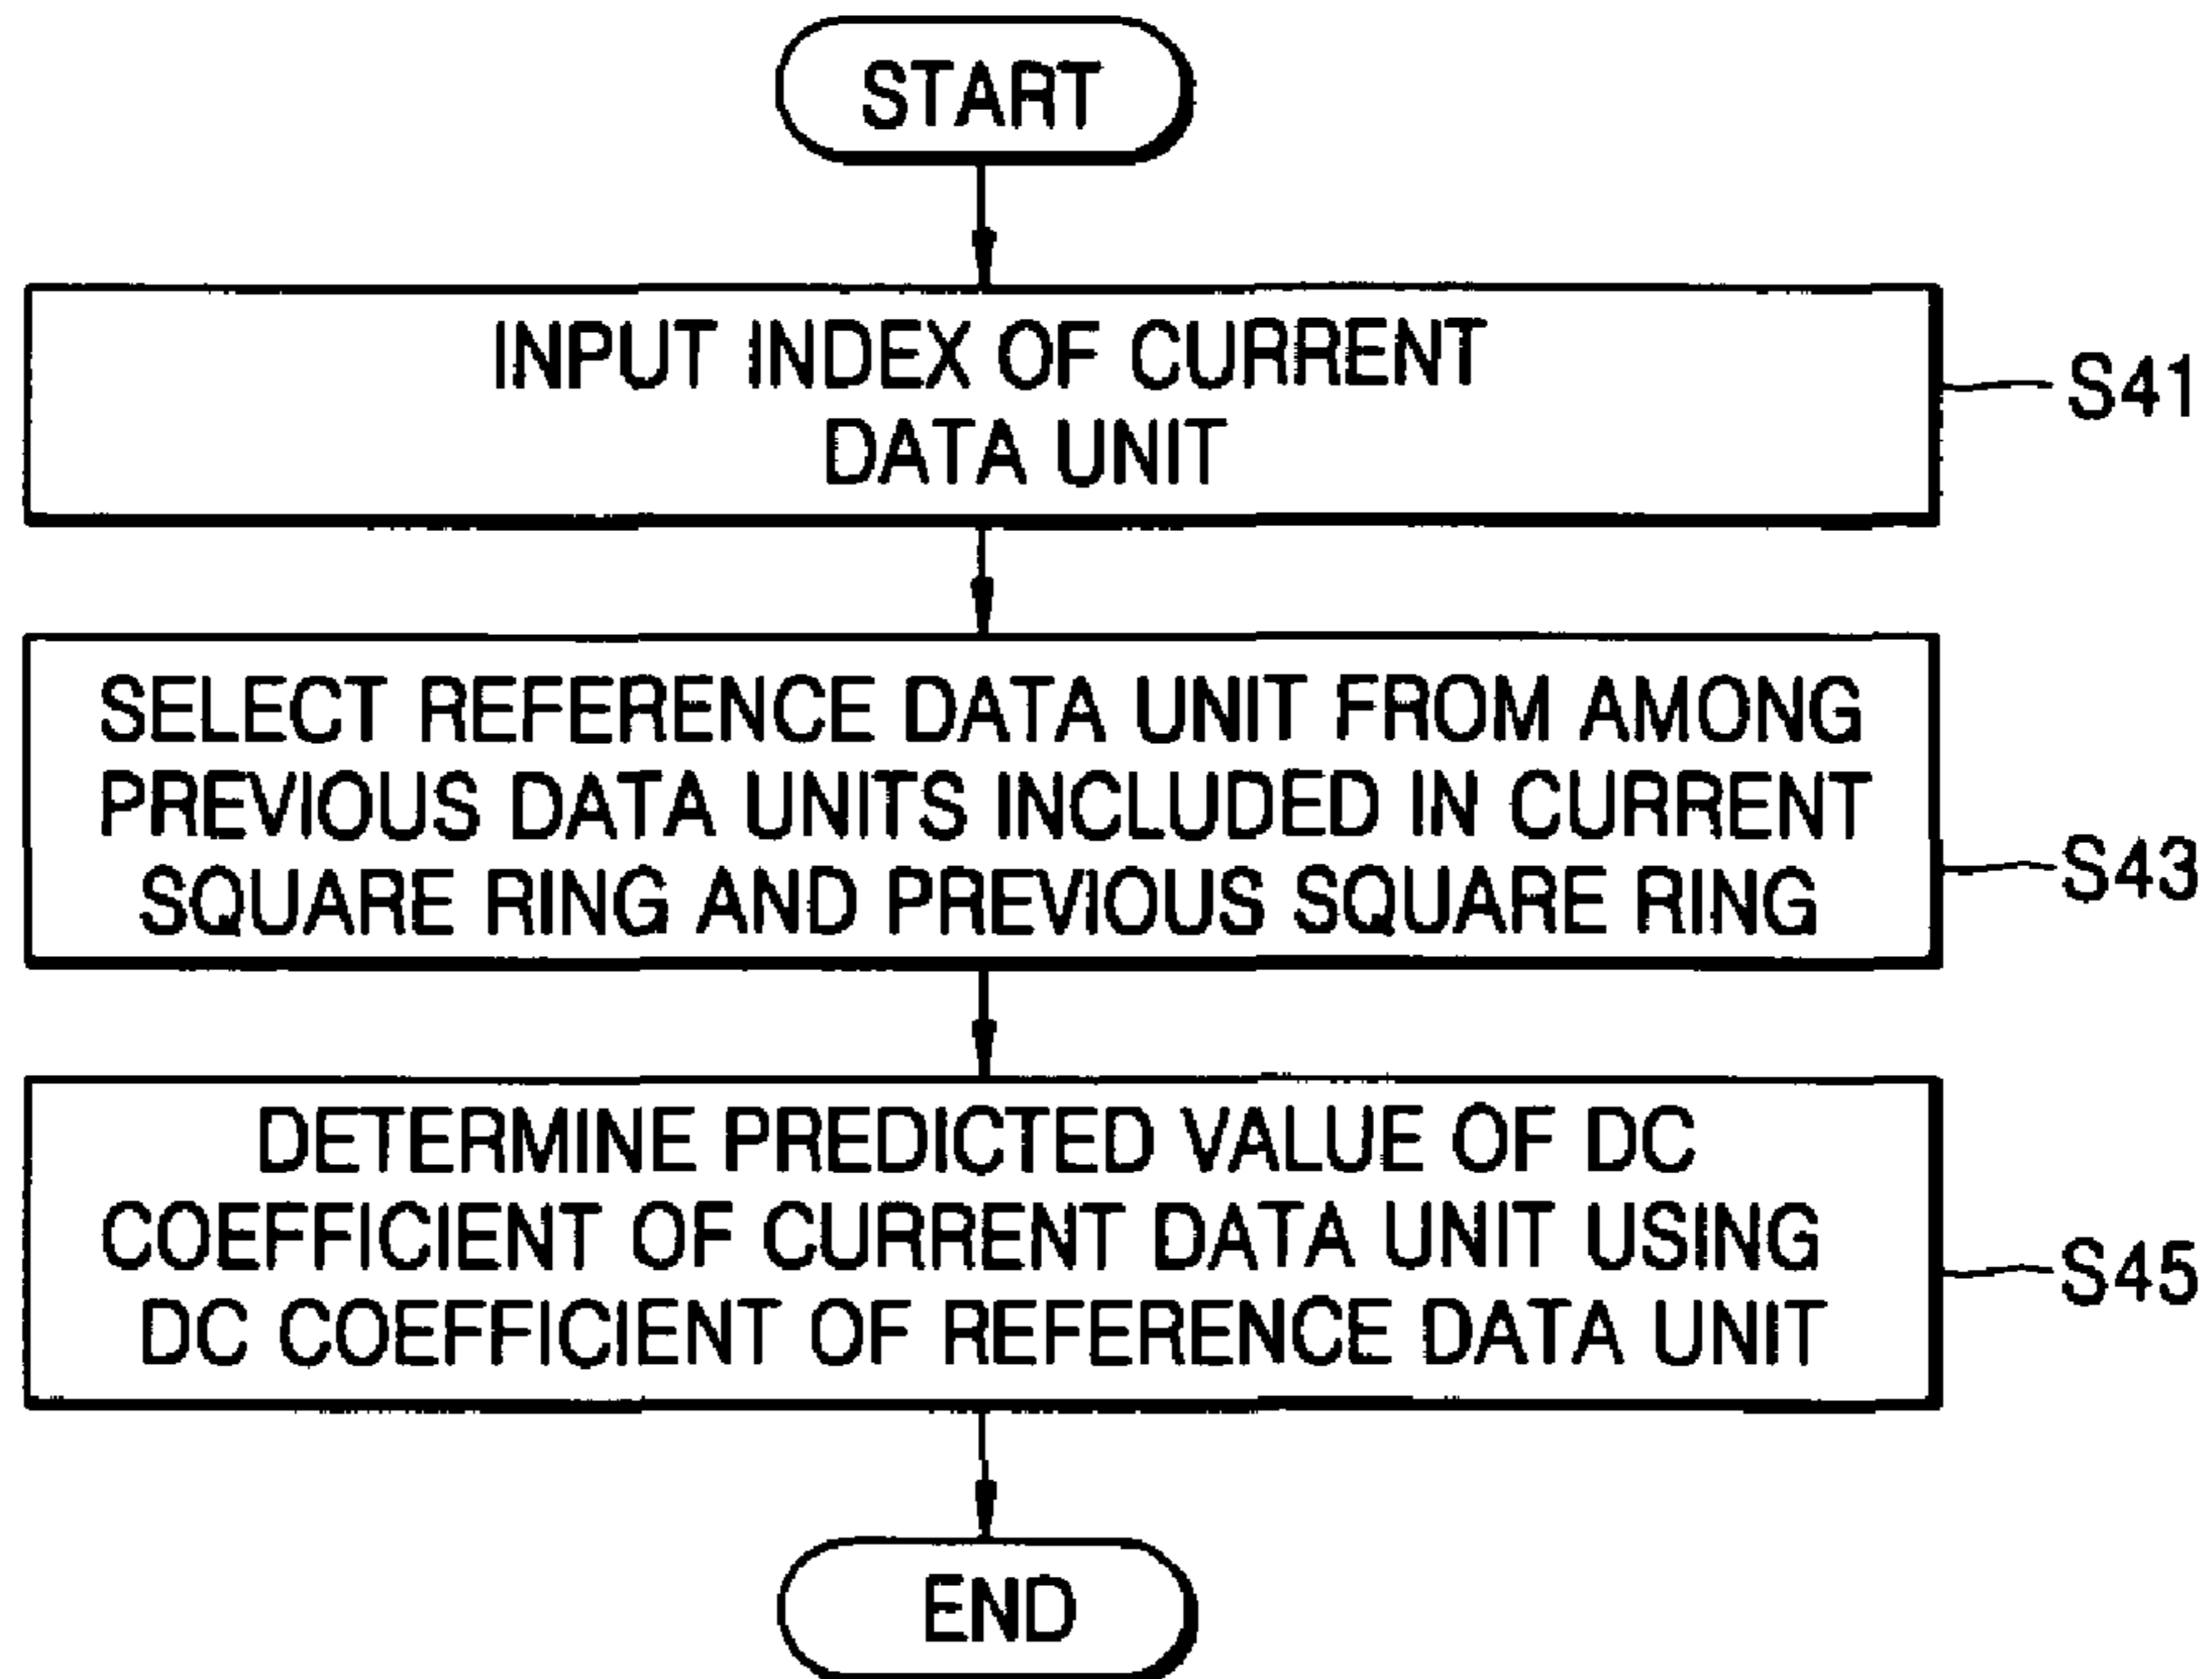 START
INPUT INDEX OF CURRENT
DATA UNIT
S41
SELECT REFERENCE DATA UNIT FROM AMONG
PREVIOUS DATA UNITS INCLUDED IN CURRENT
SQUARE RING AND PREVIOUS SQUARE RING
S43
DETERMINE PREDICTED VALUE OF DC
COEFFICIENT OF CURRENT DATA UNIT USING
DC COEFFICIENT OF REFERENCE DATA UNIT
S45
END